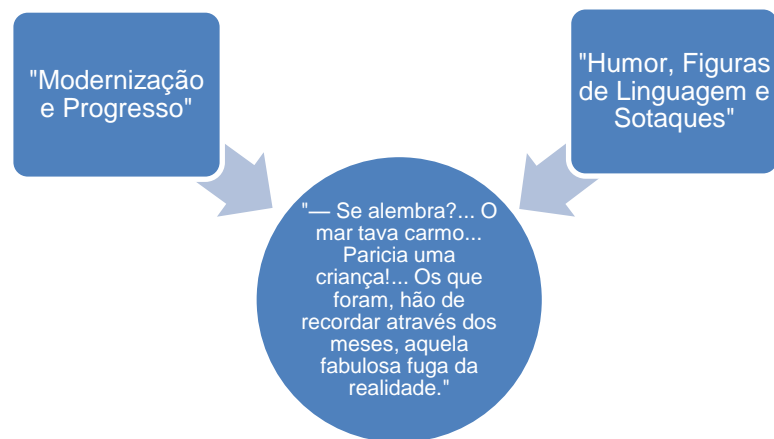 "Modernização
e Progresso"
"Humor, Figuras
de Linguagem e
Sotaques"
"— Se alembra?... O
mar tava carmo...
Paricia uma
criança!... Os que
foram, hão de
recordar através dos
meses, aquela
fabulosa fuga da
realidade."